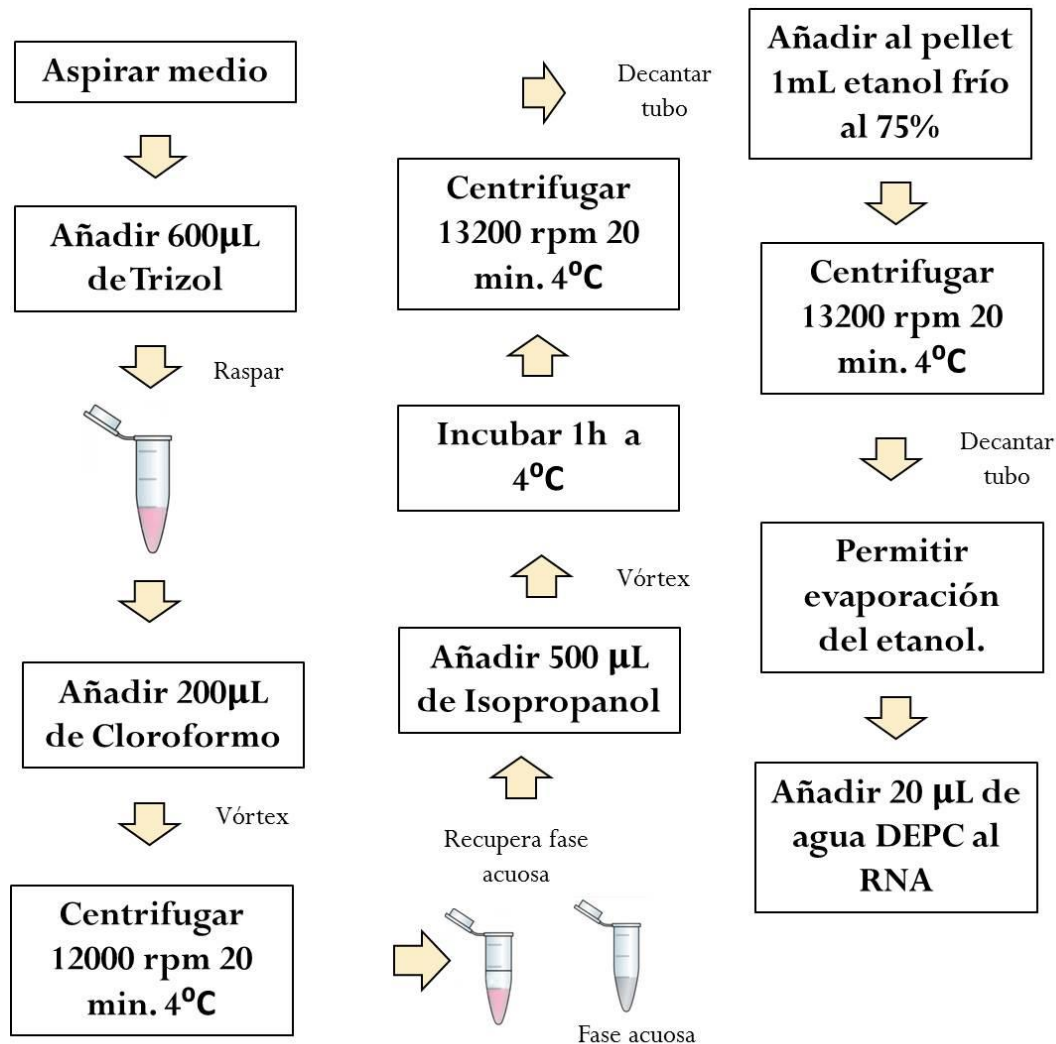 Aspirar medio
Añadir 600µL
de Trizol
Raspar
Añadir 200µL
de Cloroformo
Vórtex
Centrifugar
12000 rpm 20
min. 4ºC
Recupera fase
acuosa
Fase acuosa
Añadir 500 µL
de Isopropanol
Vórtex
Incubar 1h a
4ºC
Centrifugar
13200 rpm 20
min. 4ºC
Decantar
tubo
Añadir al pellet
1mL etanol frío
al 75%
Centrifugar
13200 rpm 20
min. 4ºC
Decantar
tubo
Permitir
evaporación
del etanol.
Añadir 20 µL de
agua DEPC al
RNA